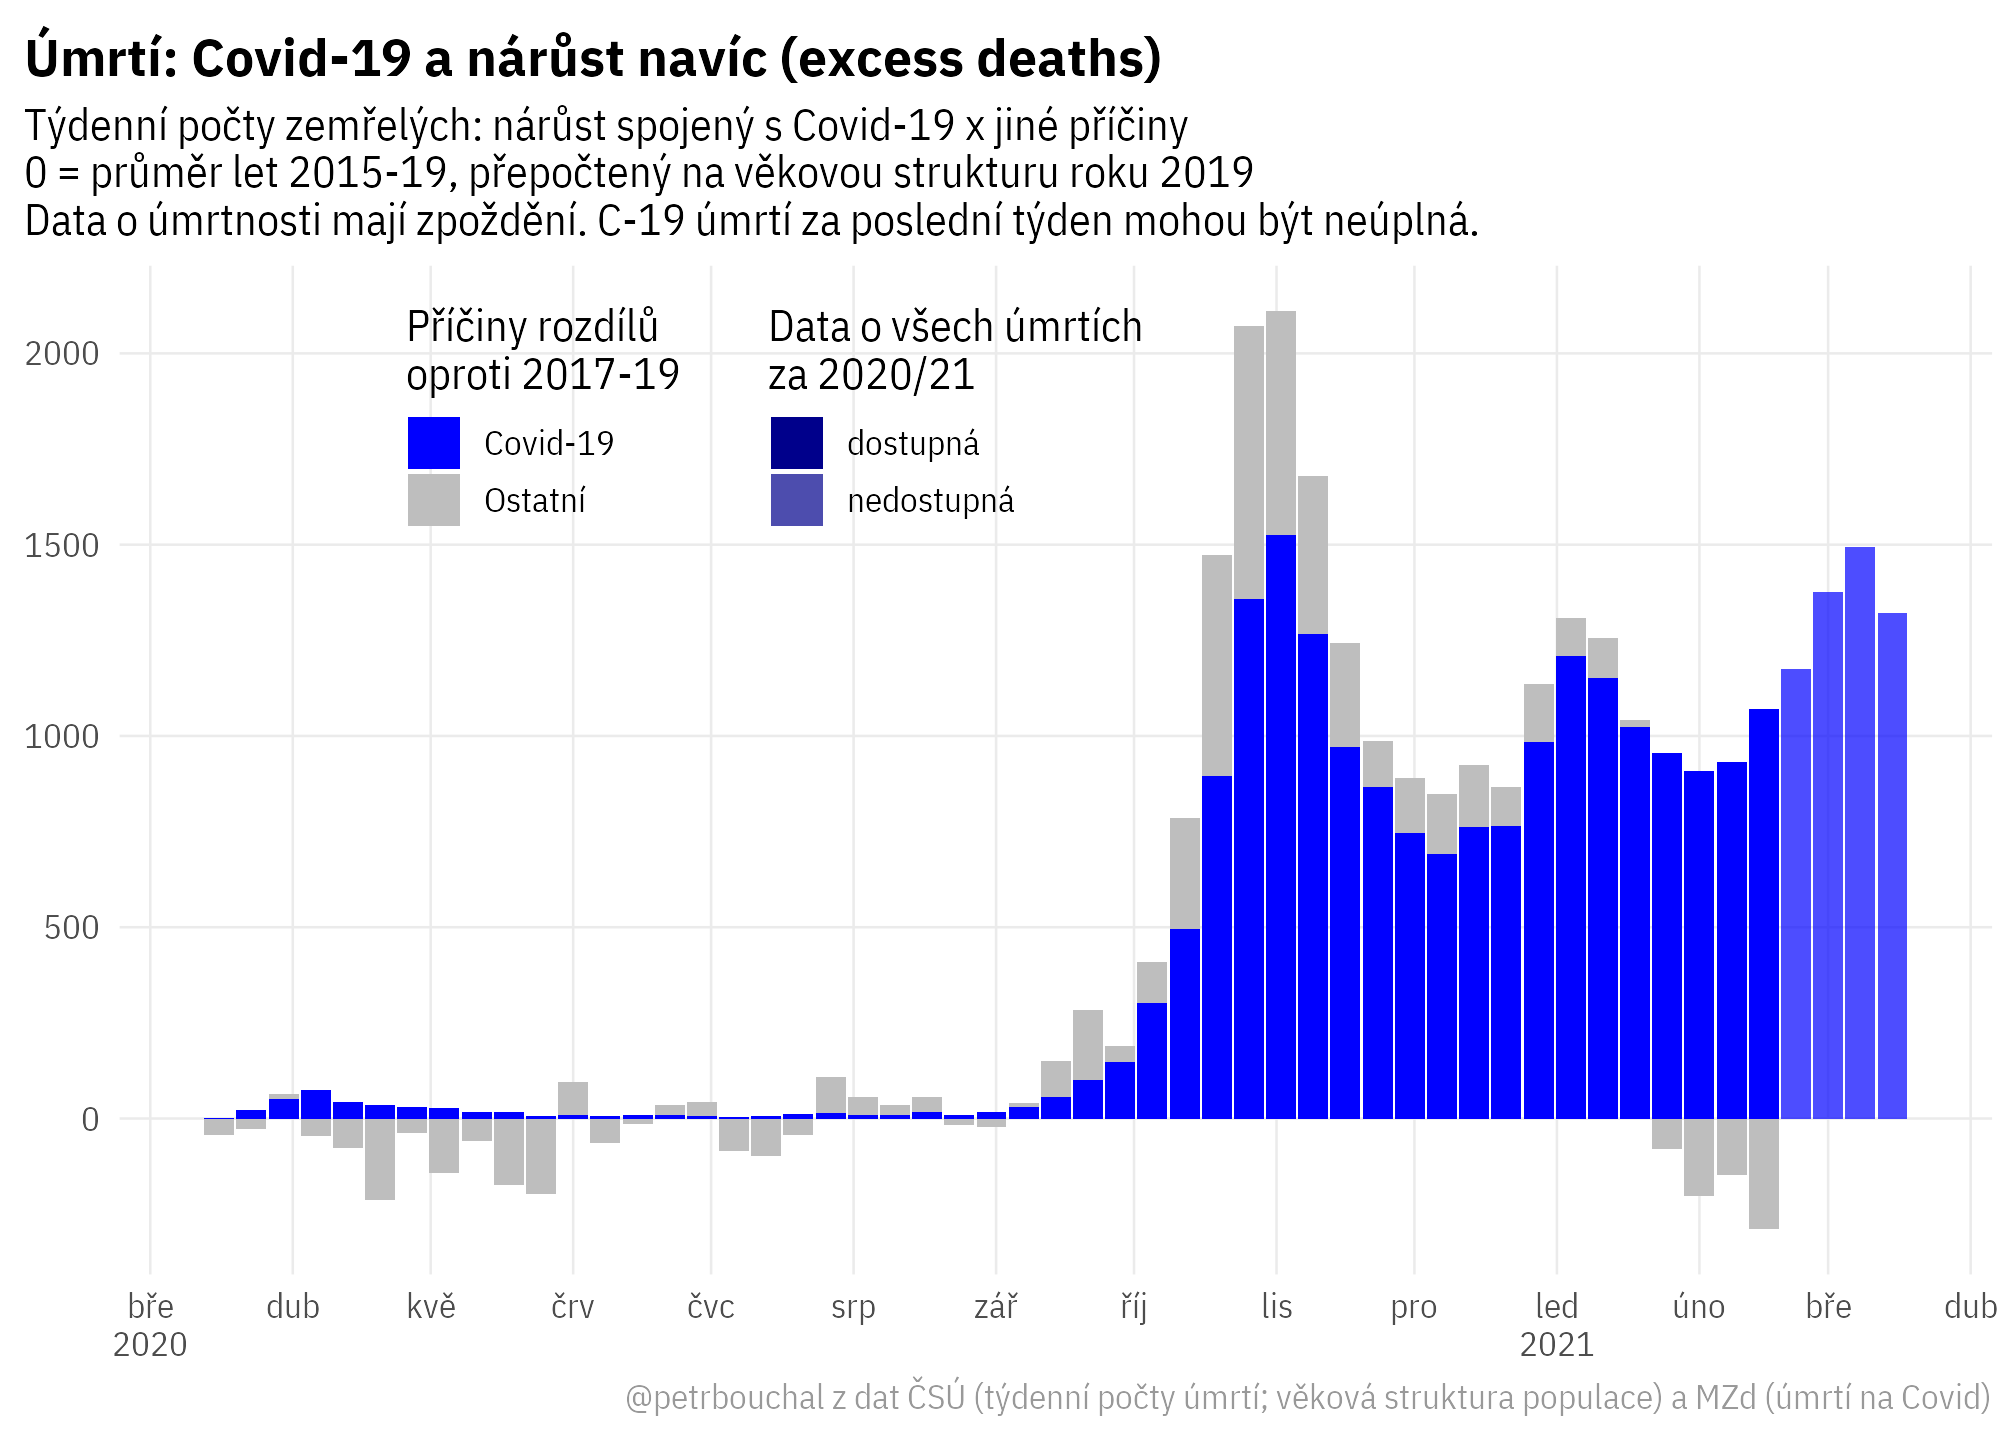 Úmrtí: Covid-19 a nárůst navíc (excess deaths)
Týdenní počty zemřelých: nárůst spojený s Covid-19 x jiné příčiny
0 = průměr let 2015-19, přepočtený na věkovou strukturu roku 2019
Data o úmrtnosti mají zpoždění. C-19 úmrtí za poslední týden mohou být neúplná.
Příčiny rozdílů
oproti 2017-19
Covid-19
Ostatní
Data o všech úmrtích
za 2020/21
dostupná
nedostupná
2000
1500
1000
500
0
bře dub kvě črv čvc srp zář říj lis pro led úno bře dub
2020 2021
@petrbouchal z dat ČSÚ (týdenní počty úmrtí; věková struktura populace) a MZd (úmrtí na Covid)